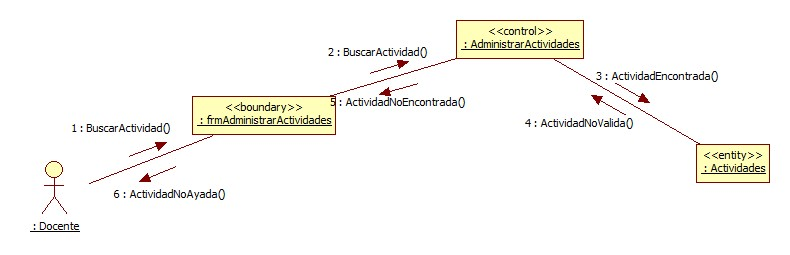 <<control>>
: AdministrarActividades
2 : BuscarActividad()
3 : ActividadEncontrada()
<<boundary>>
: frmAdministrarActividades
5 : ActividadNoEncontrada()
4 : ActividadNoValida()
1 : BuscarActividad()
<<entity>>
: Actividades
6 : ActividadNoAyada()
: Docente